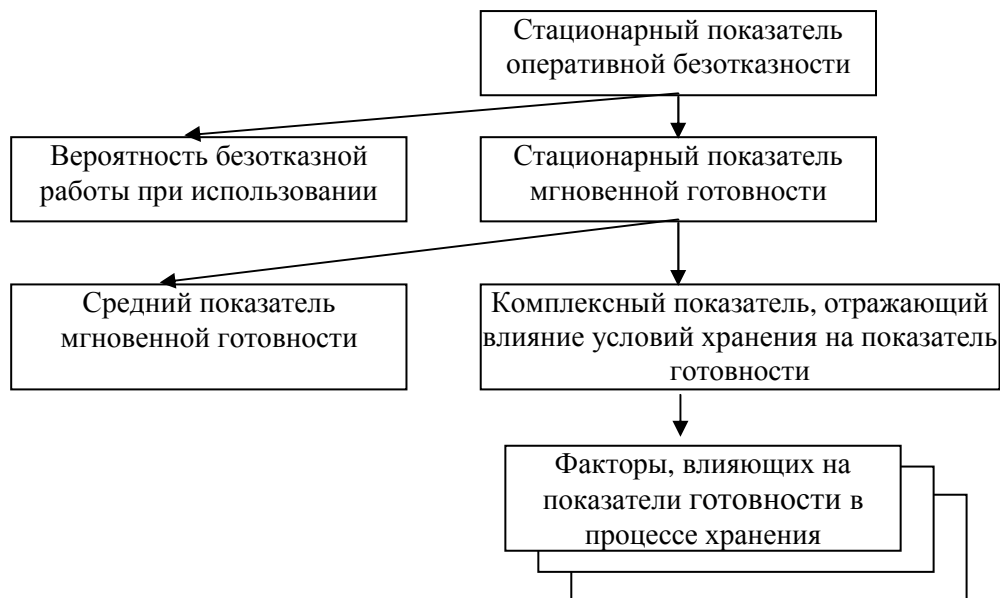 Стационарный показатель
оперативной безотказности
Вероятность безотказной
работы при использовании
Стационарный показатель
мгновенной готовности
Средний показатель
мгновенной готовности
Комплексный показатель, отражающий
влияние условий хранения на показатель
готовности
Факторы, влияющих на
показатели готовности в
процессе хранения